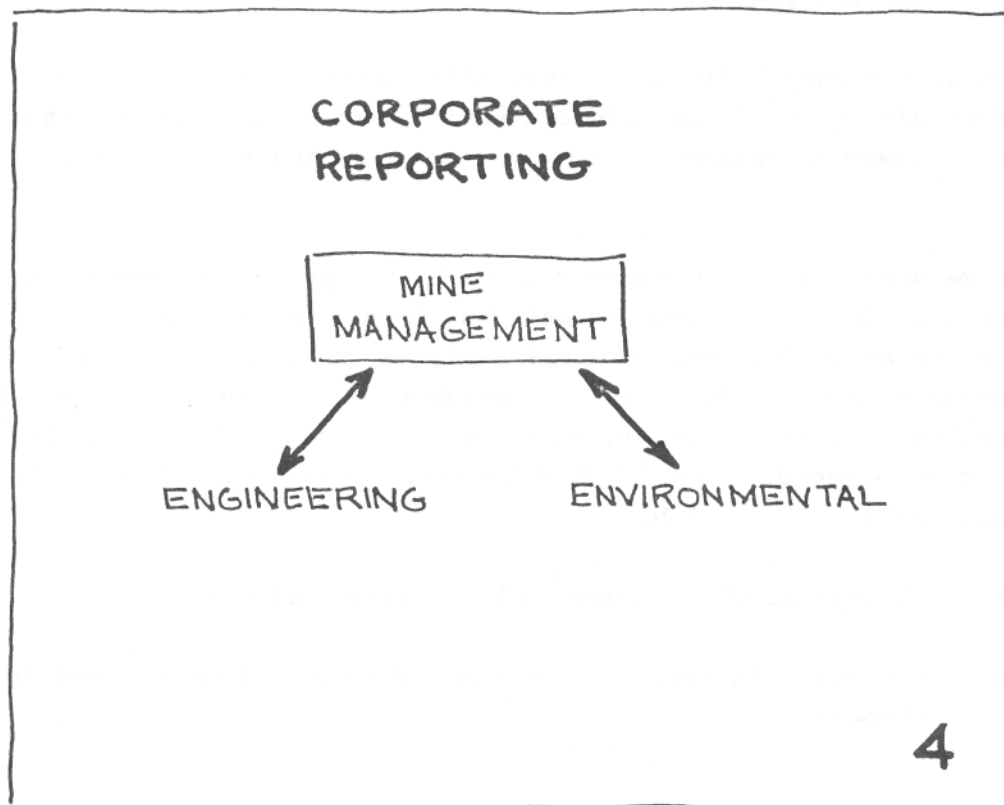 CORPORATE
REPORTING
MINE
MANAGEMENT
ENGINEERING
ENVIRONMENTAL
4